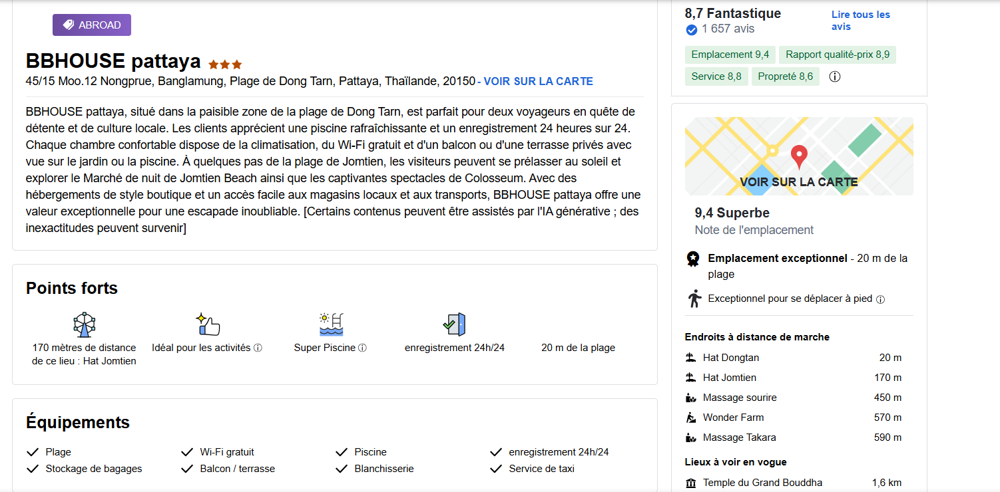 ABROAD
BBHOUSE pattaya
45/15 Moo.12 Nongprue, Banglamung, Plage de Dong Tarn, Pattaya, Thaïlande, 20150 - VOIR SUR LA CARTE
BBHOUSE pattaya, situé dans la paisible zone de la plage de Dong Tarn, est parfait pour deux voyageurs en quête de
détente et de culture locale. Les clients apprécient une piscine rafraîchissante et un enregistrement 24 heures sur 24.
Chaque chambre confortable dispose de la climatisation, du Wi-Fi gratuit et d'un balcon ou d'une terrasse privés avec
vue sur le jardin ou la piscine. À quelques pas de la plage de Jomtien, les visiteurs peuvent se prélasser au soleil et
explorer le Marché de nuit de Jomtien Beach ainsi que les captivantes spectacles de Colosseum. Avec des
hébergements de style boutique et un accès facile aux magasins locaux et aux transports, BBHOUSE pattaya offre une
valeur exceptionnelle pour une escapade inoubliable. [Certains contenus peuvent être assistés par l'IA générative ; des
inexactitudes peuvent survenir]
Points forts
170 mètres de distance
de ce lieu : Hat Jomtien
Idéal pour les activités
Super Piscine
enregistrement 24h/24
20 m de la plage
Équipements
Plage
Wi-Fi gratuit
Piscine
enregistrement 24h/24
Stockage de bagages
Balcon / terrasse
Blanchisserie
Service de taxi
8,7 Fantastique
Lire tous les
avis
1 657 avis
Emplacement 9,4
Rapport qualité-prix 8,9
Service 8,8
Propreté 8,6
VOIR SUR LA CARTE
9,4 Superbe
Note de l'emplacement
Emplacement exceptionnel - 20 m de la
plage
Exceptionnel pour se déplacer à pied
Endroits à distance de marche
Hat Dongtan 20 m
Hat Jomtien 170 m
Massage sourire 450 m
Wonder Farm 570 m
Massage Takara 590 m
Lieux à voir en vogue
Temple du Grand Bouddha 1,6 km